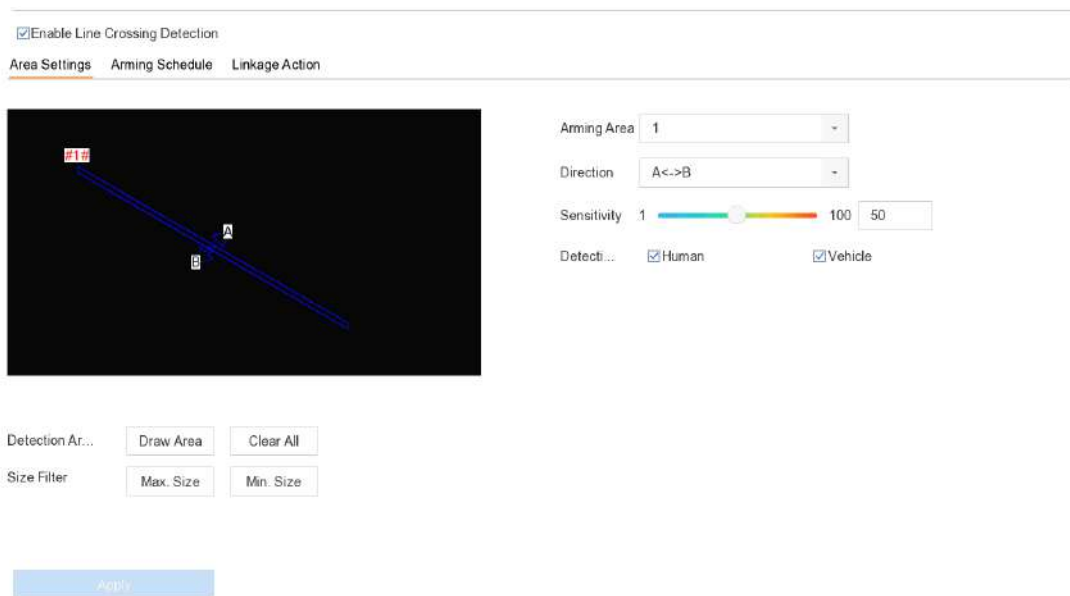 Enable Line Crossing Detection
Area Settings Arming Schedule Linkage Action
#1#
A
B
Arming Area 1
Direction A<->B
Sensitivity 1 100 50
Detecti... Human Vehicle
Detection Ar... Draw Area Clear All
Size Filter Max. Size Min. Size
Apply